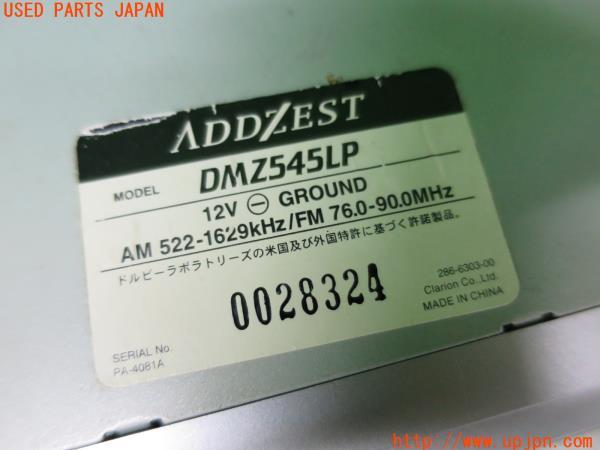 USED PARTS JAPAN
ADDZEST
MODEL DMZ545LP
12V ⊖ GROUND
AM 522-1629kHz/FM 76.0-90.0MHz
ドルビーラボラトリーズの米国及び外国特許に基づく許諾製品。
0028324
286-6303-00
Clarion Co., Ltd.
MADE IN CHINA
SERIAL No.
PA-4081A
http://www.upjpn.com/